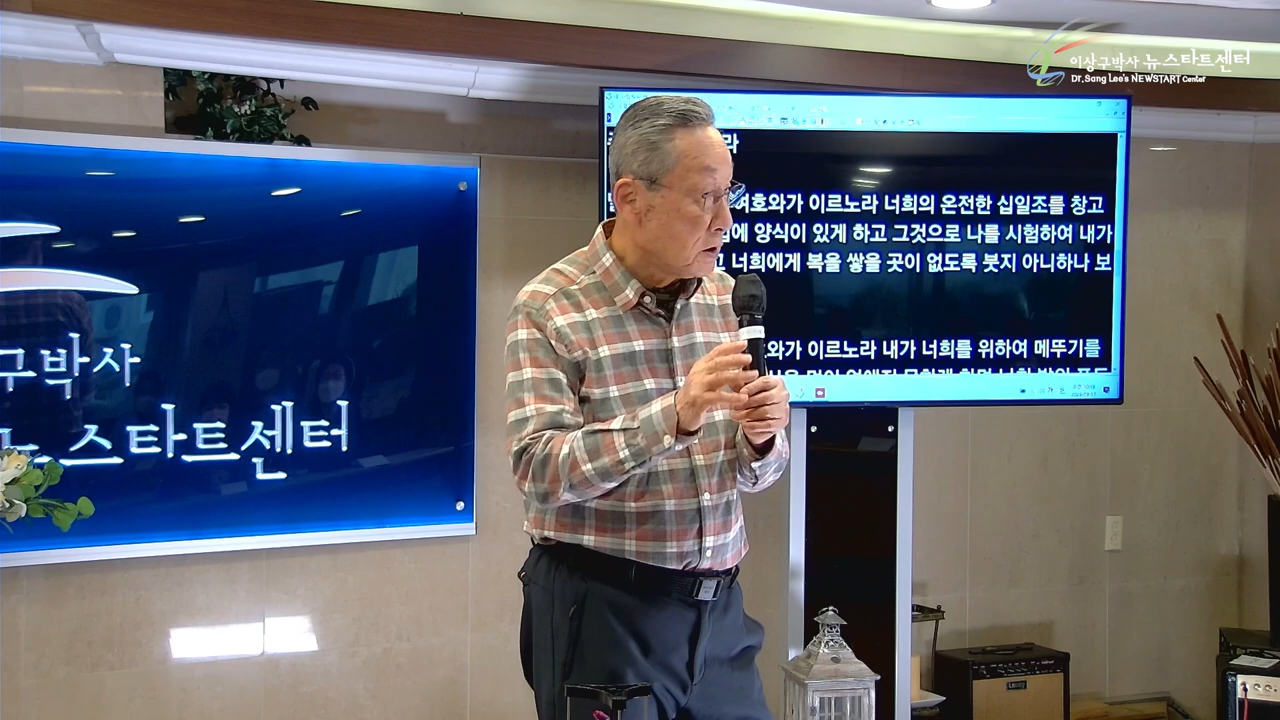 이상구박사 뉴스타트센터
Dr. Sang Lee's NEWSTART Center
라
여호와가 이르노라 너희의 온전한 십일조를 창고
에 양식이 있게 하고 그것으로 나를 시험하여 내가
고 너희에게 복을 쌓을 곳이 없도록 붓지 아니하나 보
와가 이르노라 내가 너희를 위하여 메뚜기를
구박사
뉴스타트센터